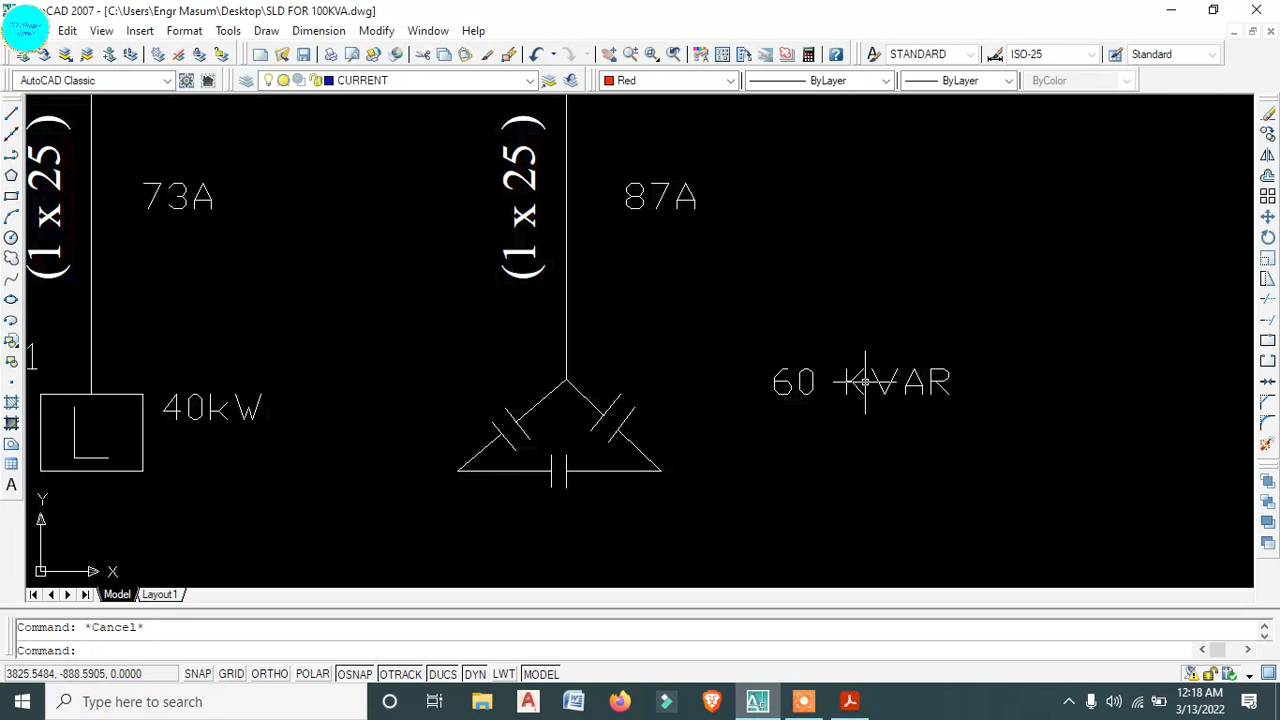 AutoCAD 2007 - [C:\Users\Engr Masum\Desktop\SLD FOR 100KVA.dwg]
Edit View Insert Format Tools Draw Dimension Modify Window Help
STANDARD ISO-25 Standard
AutoCAD Classic CURRENT Red ByLayer ByLayer ByColor
(1 x 25 )
73A
(1 x 25 )
87A
1
40kW
60 KVAR
L
Y
X
Model Layout1
Command: *Cancel*
Command:
3825.5484, -888.5905, 0.0000 SNAP GRID ORTHO POLAR OSNAP OTRACK DUCS DYN LWT MODEL
Type here to search
12:18 AM
3/13/2022